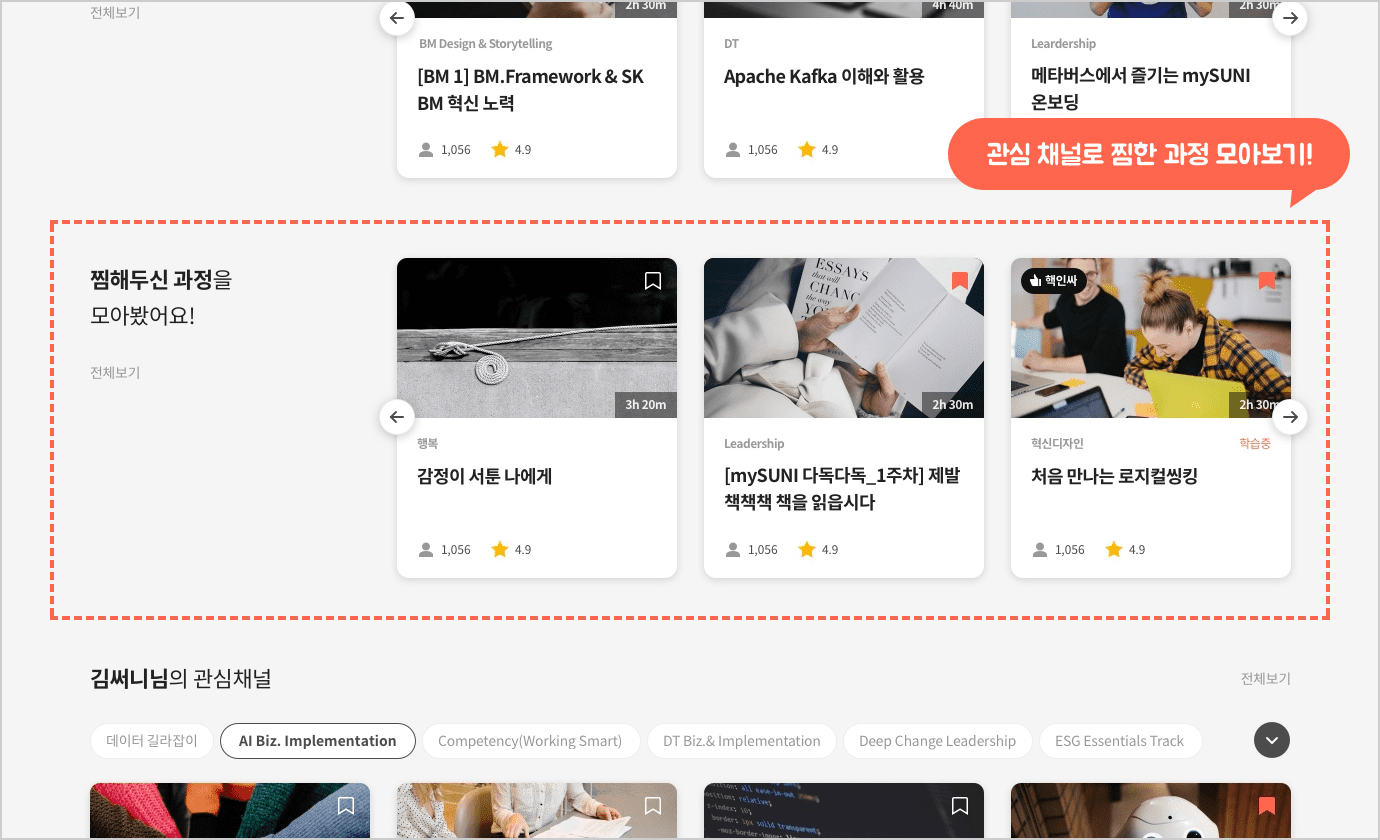 전체보기
2h 30m
4h 40m
2h 30m
BM Design & Storytelling
[BM 1] BM.Framework & SK
BM 혁신 노력
1,056
4.9
DT
Apache Kafka 이해와 활용
1,056
4.9
Leardership
메타버스에서 즐기는 mySUNI
온보딩
관심 채널로 찜한 과정 모아보기!
찜해두신 과정을
모아봤어요!
전체보기
3h 20m
행복
감정이 서툰 나에게
1,056
4.9
ESSAYS
that will
CHANGE
the way
YOU
2h 30m
Leadership
[mySUNI 다독다독_1주차] 제발
책책책 책을 읽읍시다
1,056
4.9
핵인싸
2h 30m
혁신디자인
학습중
처음 만나는 로지컬씽킹
1,056
4.9
김써니님의 관심채널
전체보기
데이터 길라잡이
AI Biz. Implementation
Competency(Working Smart)
DT Biz.& Implementation
Deep Change Leadership
ESG Essentials Track